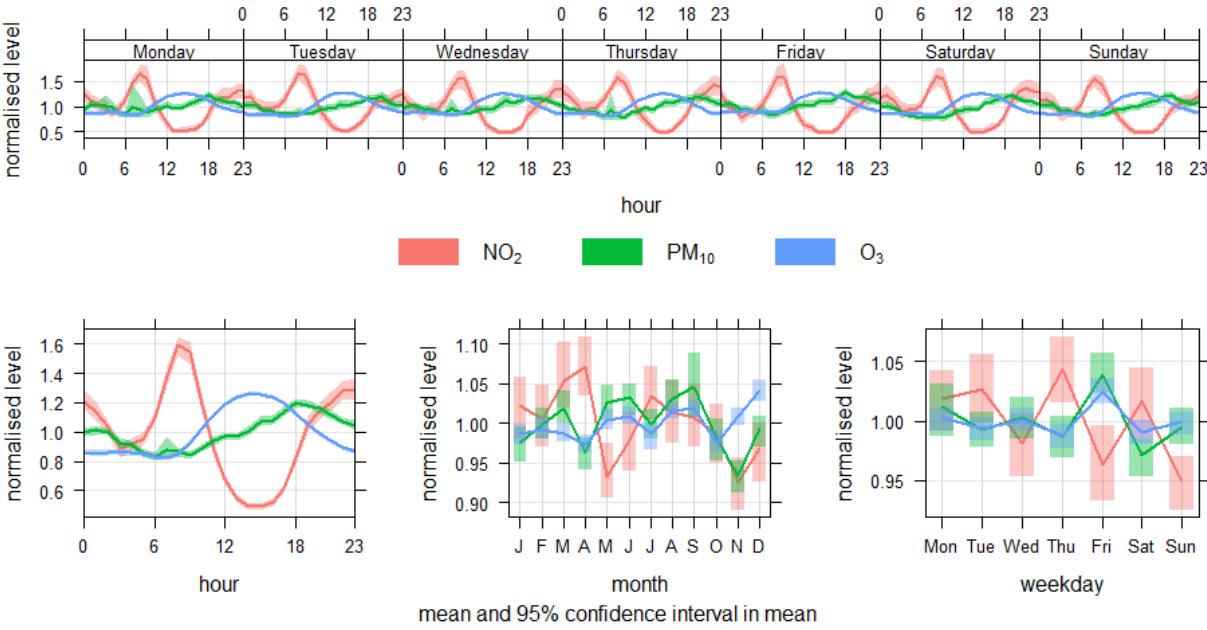 0 6 12 18 23 0 6 12 18 23 0 6 12 18 23
Monday Tuesday Wednesday Thursday Friday Saturday Sunday
normalised level
1.5
1.0
0.5
0 6 12 18 23 0 6 12 18 23 0 6 12 18 23 0 6 12 18 23
hour
NO₂ PM₁₀ O₃
normalised level
1.6
1.4
1.2
1.0
0.8
0.6
0 6 12 18 23
hour
normalised level
1.10
1.05
1.00
0.95
0.90
J F M A M J J A S O N D
month
normalised level
1.05
1.00
0.95
Mon Tue Wed Thu Fri Sat Sun
weekday
mean and 95% confidence interval in mean